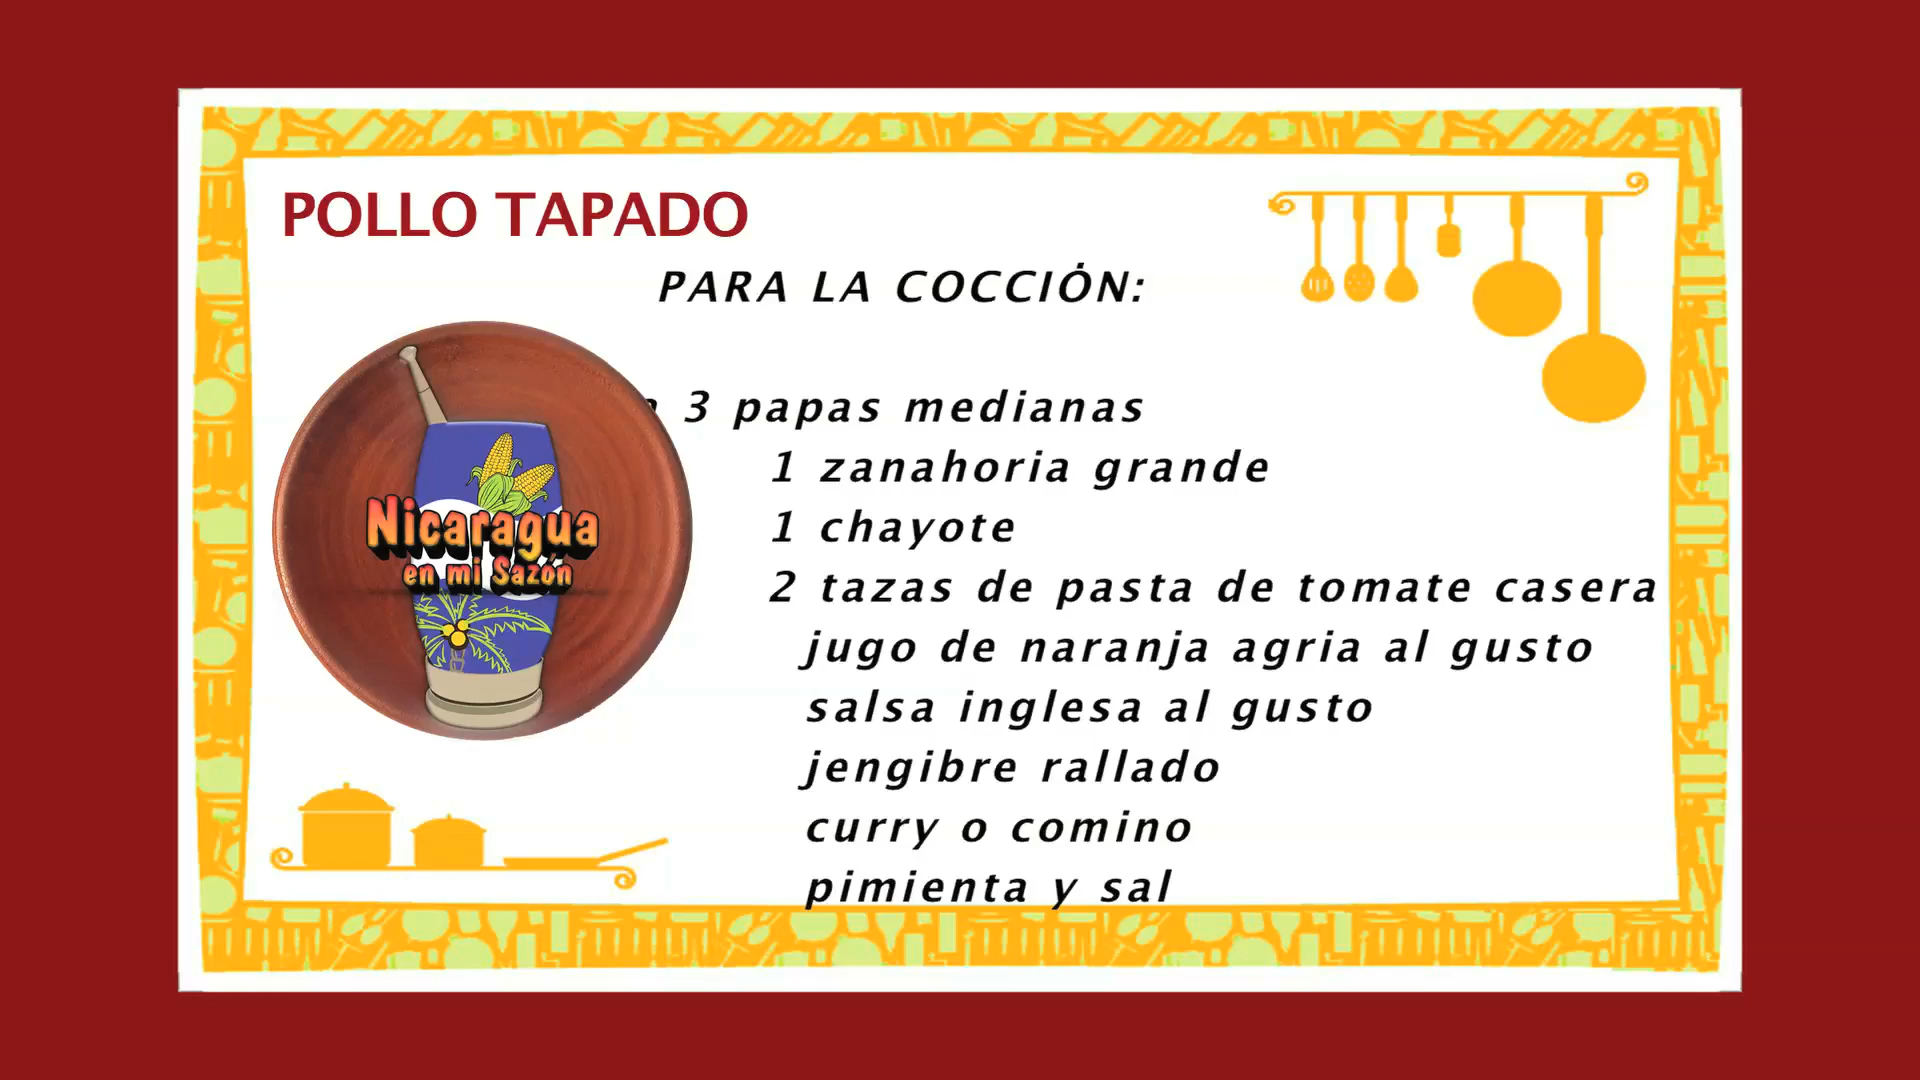 POLLO TAPADO
PARA LA COCCIÓN:
3 papas medianas
1 zanahoria grande
1 chayote
2 tazas de pasta de tomate casera
jugo de naranja agria al gusto
salsa inglesa al gusto
jengibre rallado
curry o comino
pimienta y sal
Nicaragua
en mi Sazón